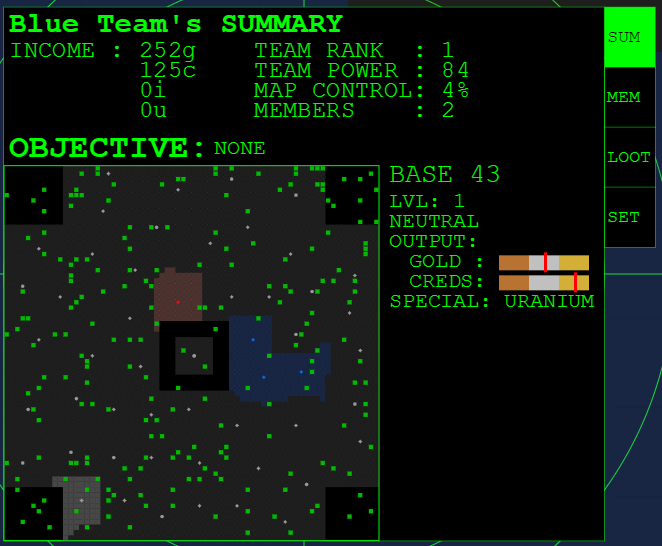 Blue Team's SUMMARY
INCOME : 252g
125c
0i
0u
TEAM RANK : 1
TEAM POWER : 84
MAP CONTROL: 4%
MEMBERS : 2
OBJECTIVE: NONE
BASE 43
LVL: 1
NEUTRAL
OUTPUT:
GOLD :
CREDS:
SPECIAL: URANIUM
SUM
MEM
LOOT
SET